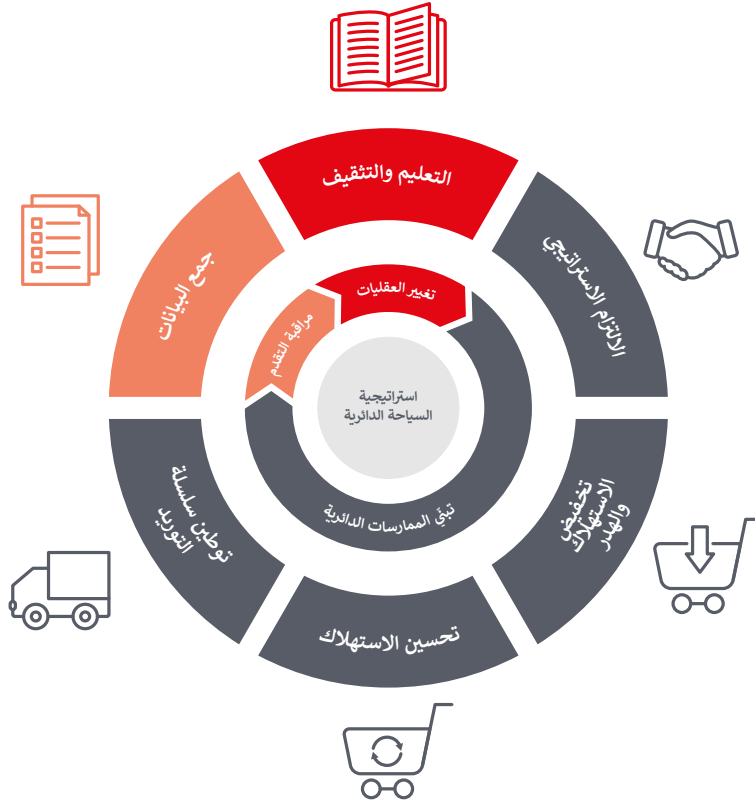 التعليم والتثقيف
الالتزام الاستراتيجي
تخفيض
الاستهلاك
والهدر
تحسين الاستهلاك
توطين سلسلة
التوريد
جمع البيانات
تغيير العقليات
تبنّي الممارسات الدائرية
مراقبة التقدم
استراتيجية
السياحة الدائرية